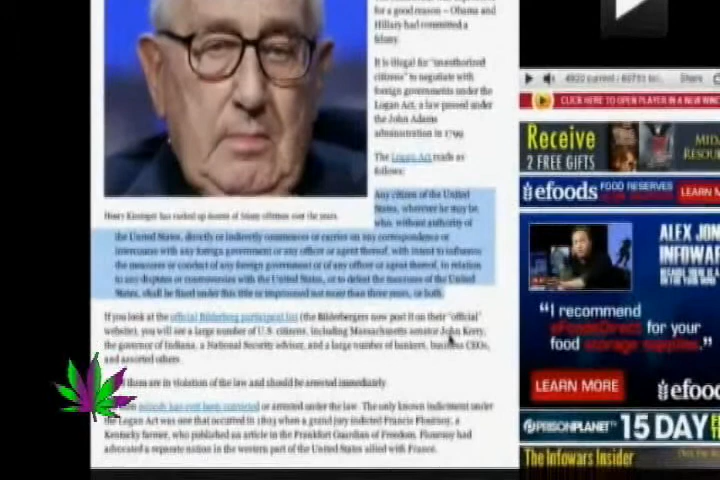 for a good reason – Obama and
Hillary had committed a
felony.
It is illegal for "unauthorized
citizens" to negotiate with
foreign governments under the
Logan Act, a law passed under
the John Adams
administration in 1799.
The Logan Act reads as
follows:
Any citizen of the United
States, wherever he may be,
who, without authority of
the United States, directly or indirectly commences or carries on any correspondence or
intercourse with any foreign government or any officer or agent thereof, with intent to influence
the measures or conduct of any foreign government or of any officer or agent thereof, in relation
to any disputes or controversies with the United States, or to defeat the measures of the United
States, shall be fined under this title or imprisoned not more than three years, or both.
Henry Kissinger has racked up dozens of felony offenses over the years.
If you look at the official Bilderberg participant list (the Bilderbergers now post it on their "official"
website), you will see a large number of U.S. citizens, including Massachusetts senator John Kerry,
the governor of Indiana, a National Security advisor, and a large number of bankers, business CEOs,
and assorted others.
them are in violation of the law and should be arrested immediately.
nobody has ever been convicted or arrested under the law. The only known indictment under
the Logan Act was one that occurred in 1803 when a grand jury indicted Francis Flournoy, a
Kentucky farmer, who published an article in the Frankfort Guardian of Freedom. Flournoy had
advocated a separate nation in the western part of the United States allied with France.
4920 current /
Share
CLICK HERE TO OPEN PLAYER IN A NEW WIND
Receive
2 FREE GIFTS
MIDA
RESOUR
efoods FOOD RESERVES
LEARN M
ALEX JON
INFOWAR
"I recommend
eFoodsDirect for your
food storage supplies."
LEARN MORE
efood
PRISONPLANET
15 DAY
The Infowars Insider